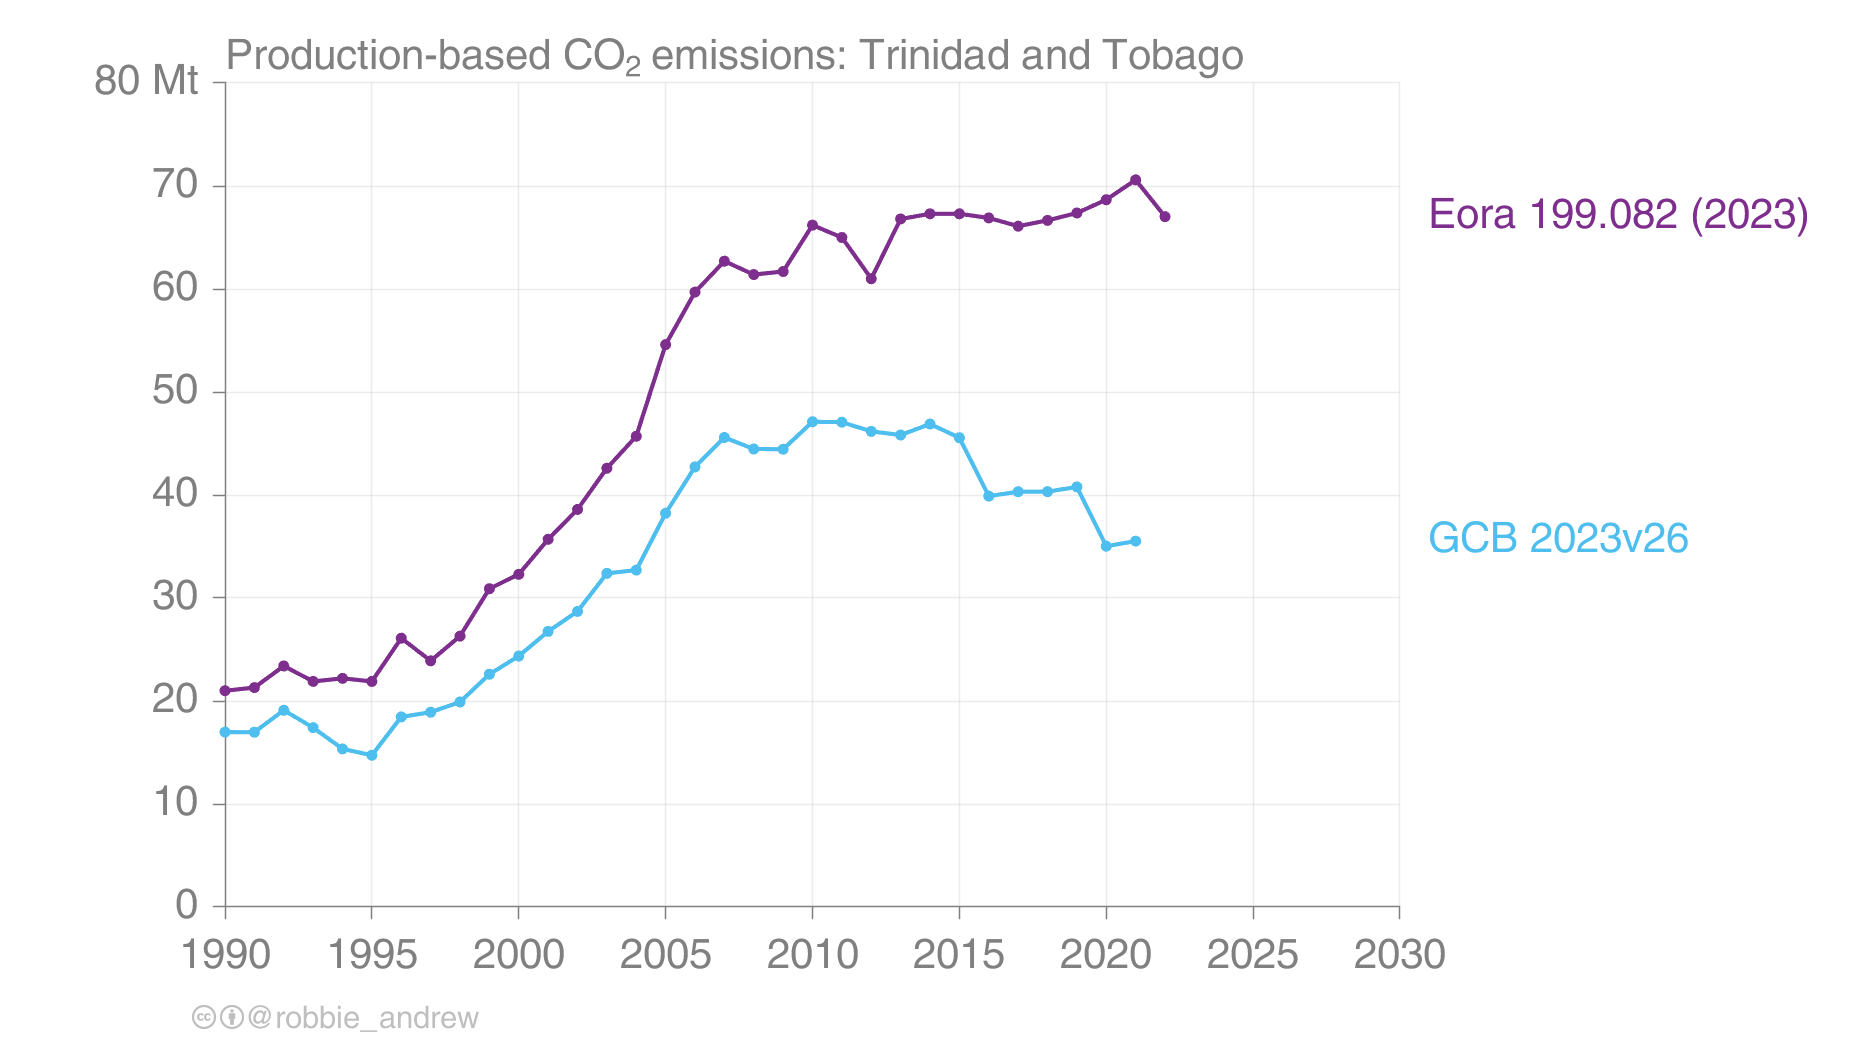 Production-based CO₂ emissions: Trinidad and Tobago
80 Mt
70
60
50
40
30
20
10
0
1990 1995 2000 2005 2010 2015 2020 2025 2030
Eora 199.082 (2023)
GCB 2023v26
@robbie_andrew